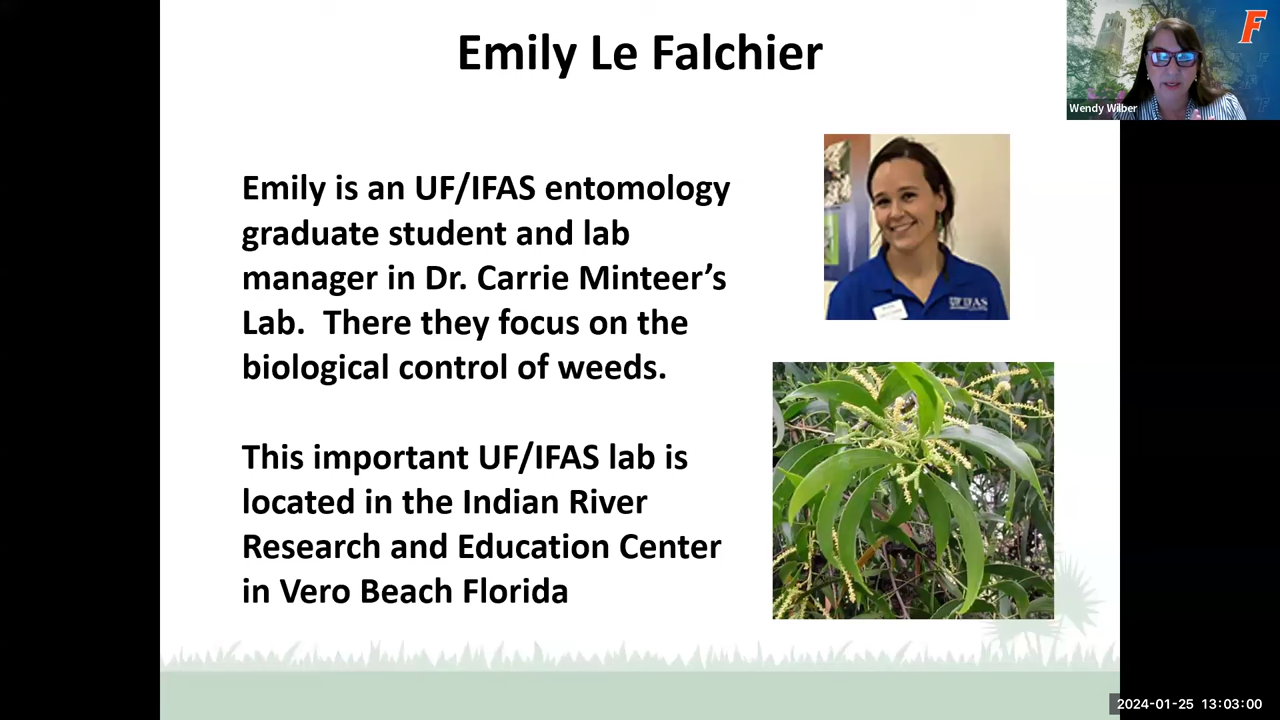 Emily Le Falchier
F
Wendy Wilber
Emily is an UF/IFAS entomology
graduate student and lab
manager in Dr. Carrie Minteer’s
Lab.  There they focus on the
biological control of weeds.
UF IFAS
This important UF/IFAS lab is
located in the Indian River
Research and Education Center
in Vero Beach Florida
2024-01-25 13:03:00